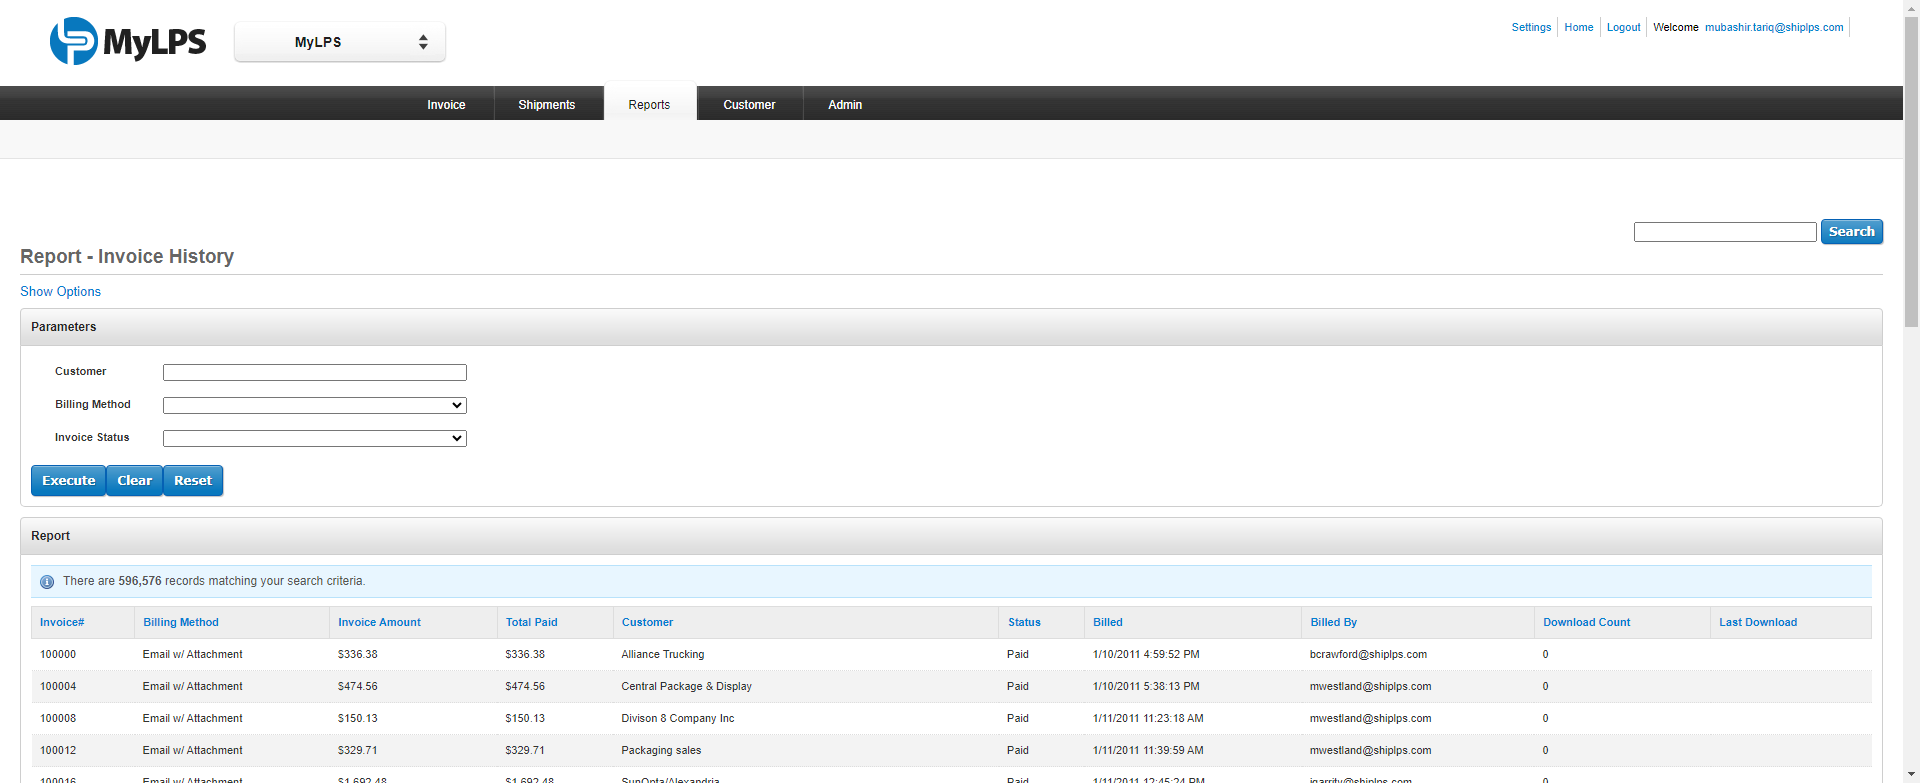 MyLPS
MyLPS
Settings Home Logout Welcome mubashir.tariq@shiplps.com
Invoice Shipments Reports Customer Admin
Search
Report - Invoice History
Show Options
Parameters
Customer
Billing Method
Invoice Status
Execute Clear Reset
Report
There are 596,576 records matching your search criteria.
Invoice# Billing Method Invoice Amount Total Paid Customer Status Billed Billed By Download Count Last Download
100000 Email w/ Attachment $336.38 $336.38 Alliance Trucking Paid 1/10/2011 4:59:52 PM bcrawford@shiplps.com 0
100004 Email w/ Attachment $474.56 $474.56 Central Package & Display Paid 1/10/2011 5:38:13 PM mwestland@shiplps.com 0
100008 Email w/ Attachment $150.13 $150.13 Divison 8 Company Inc Paid 1/11/2011 11:23:18 AM mwestland@shiplps.com 0
100012 Email w/ Attachment $329.71 $329.71 Packaging sales Paid 1/11/2011 11:39:59 AM mwestland@shiplps.com 0
100016 Email w/ Attachment $1,692.48 $1,692.48 SunOpta/Alexandria Paid 1/11/2011 12:45:24 PM jgarrity@shiplps.com 0